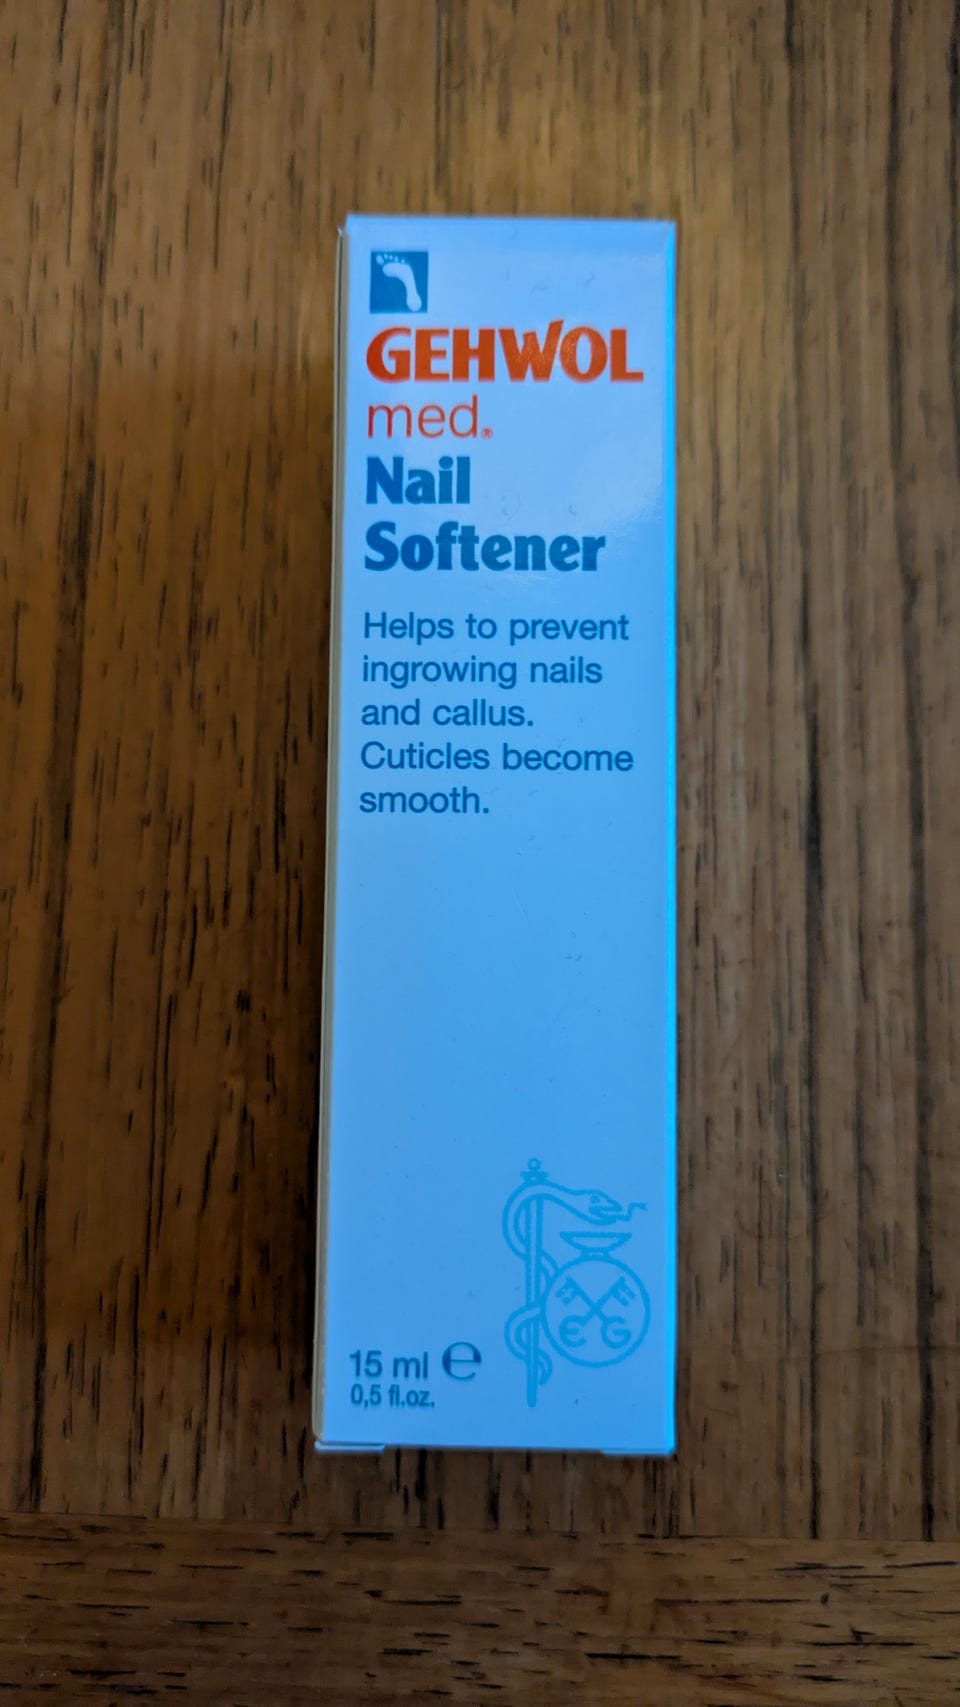 GEHWOL
med.®
Nail
Softener
Helps to prevent
ingrowing nails
and callus.
Cuticles become
smooth.
EG
15 ml ℮
0,5 fl.oz.